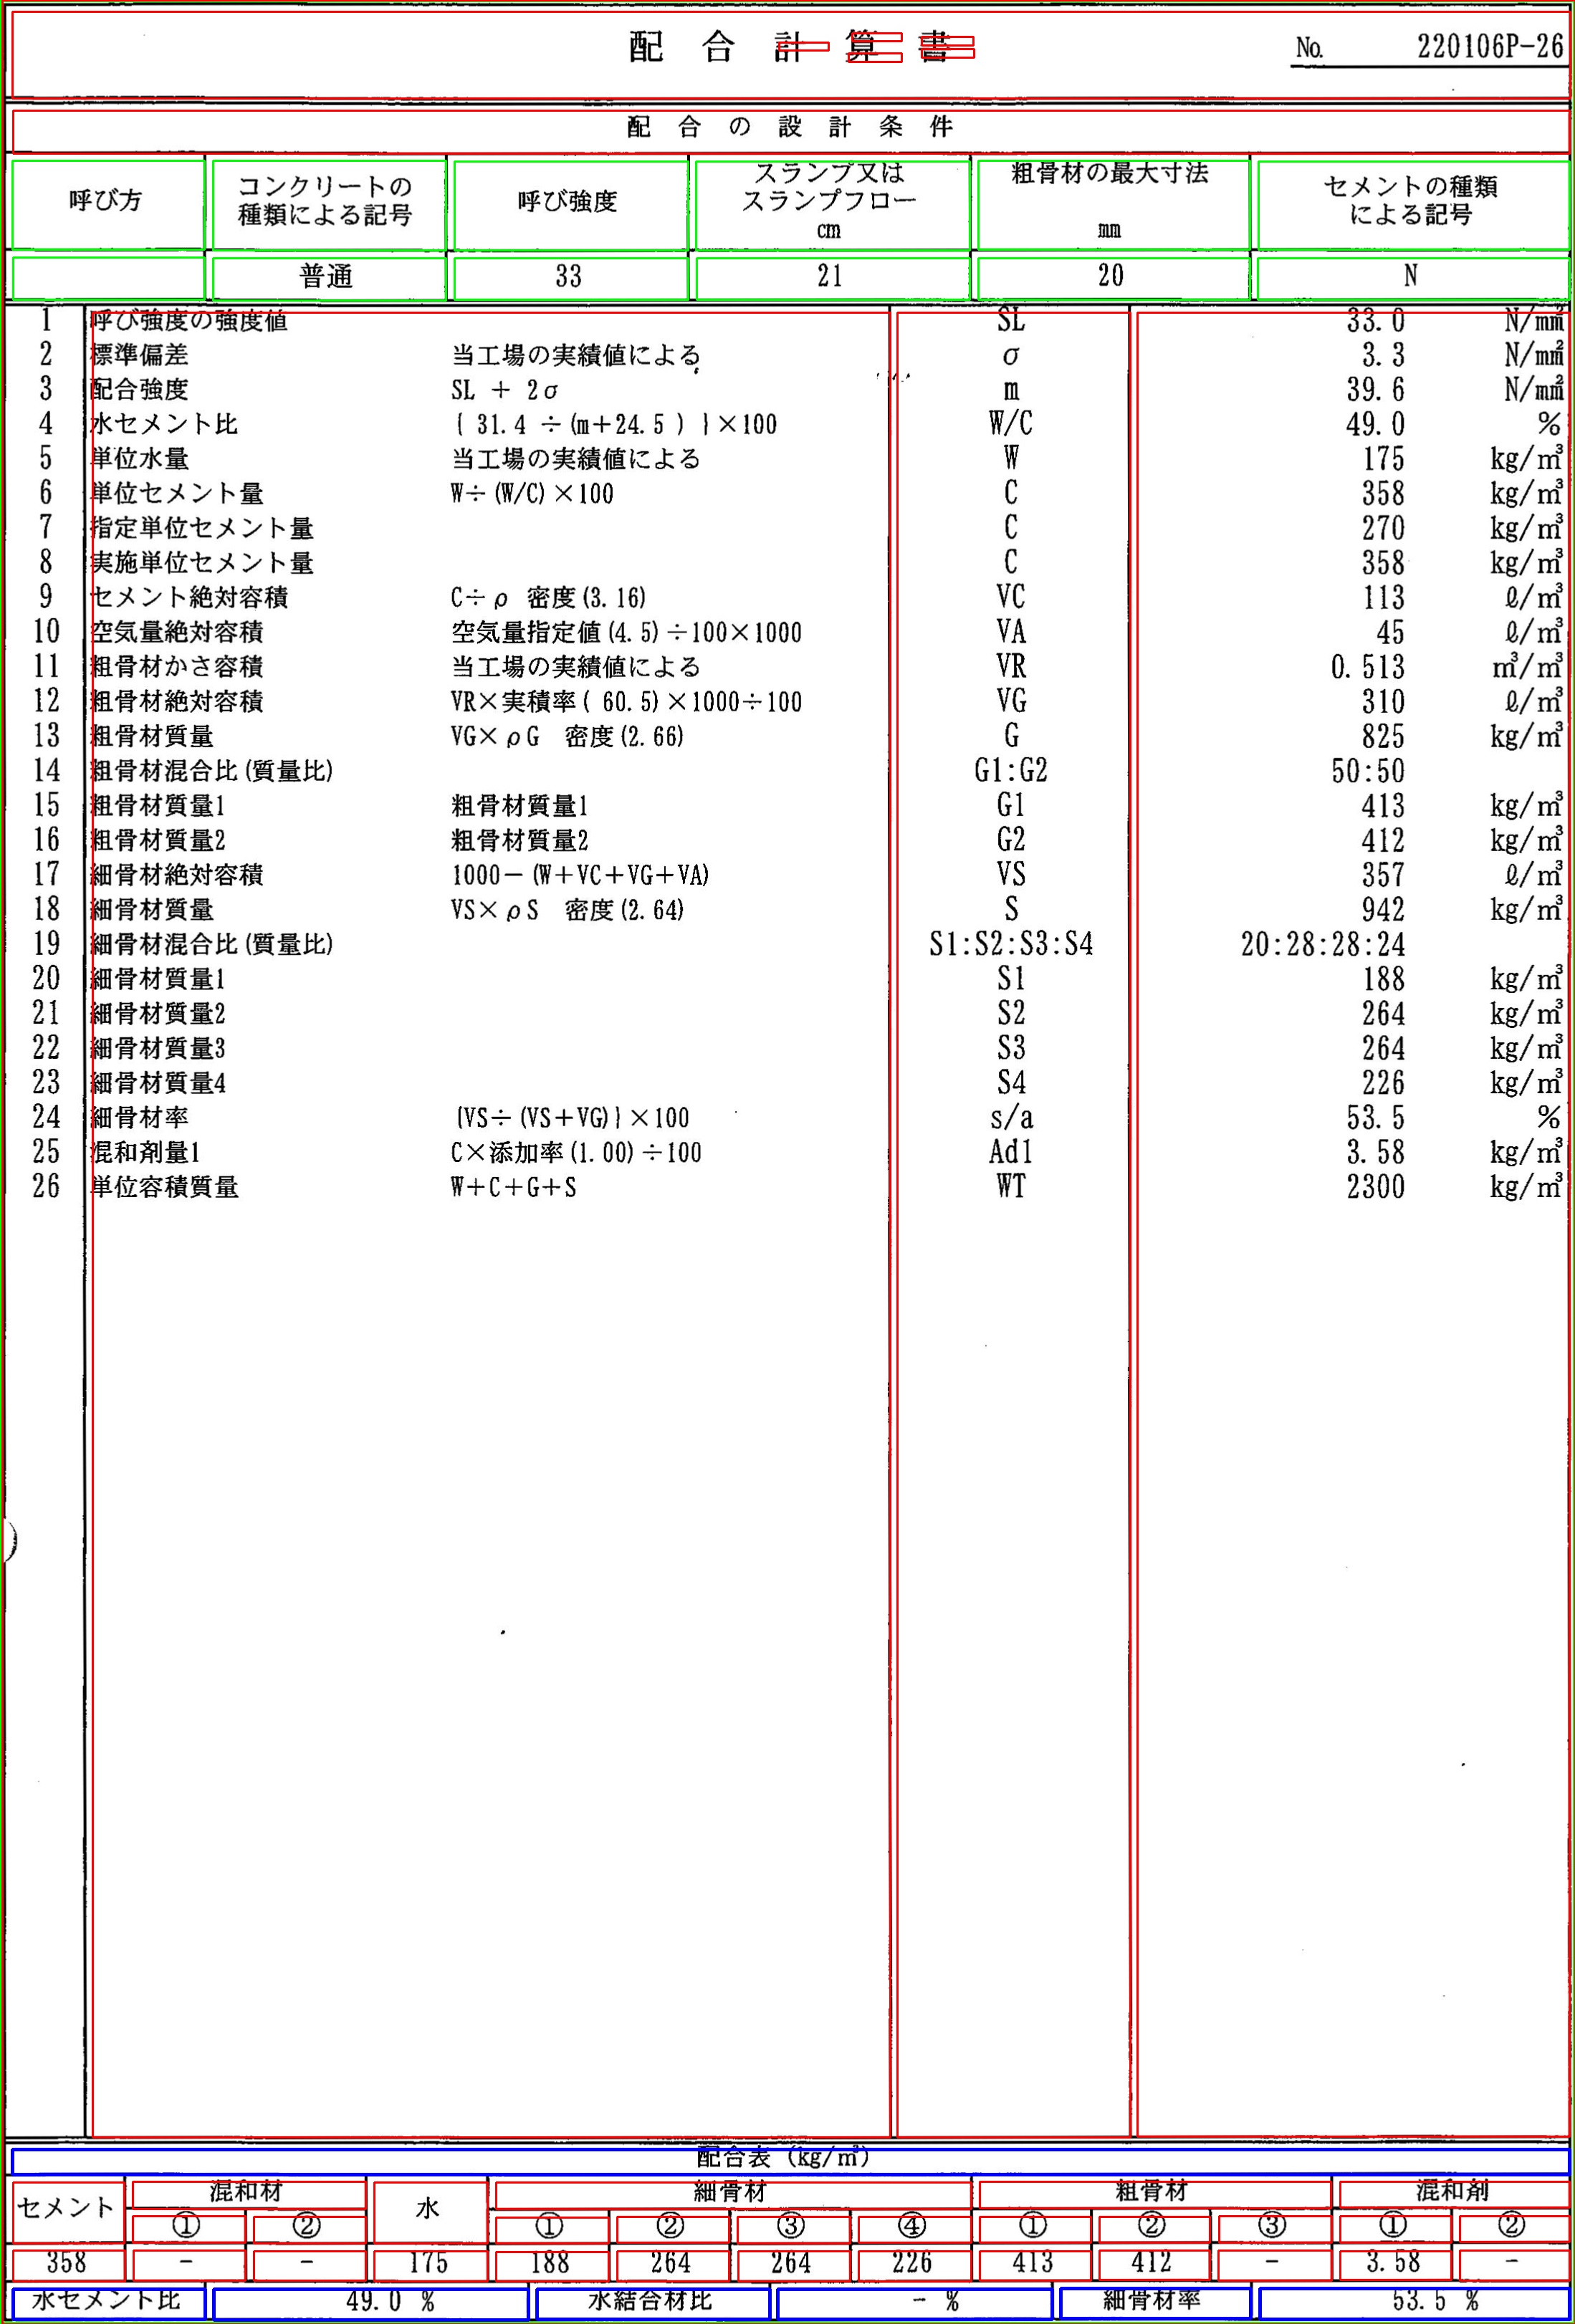 配合計算書 No. 220106P-26
配合の設計条件
呼び方 コンクリートの種類による記号 呼び強度 スランプ又はスランプフロー cm 粗骨材の最大寸法 mm セメントの種類による記号
普通 33 21 20 N
1 呼び強度の強度値 SL 33.0 N/mm²
2 標準偏差 当工場の実績値による σ 3.3 N/mm²
3 配合強度 SL + 2σ m 39.6 N/mm²
4 水セメント比 { 31.4 ÷(m+24.5 ) }×100 W/C 49.0 %
5 単位水量 当工場の実績値による W 175 kg/m³
6 単位セメント量 W÷(W/C)×100 C 358 kg/m³
7 指定単位セメント量 C 270 kg/m³
8 実施単位セメント量 C 358 kg/m³
9 セメント絶対容積 C÷ρ 密度(3.16) VC 113 ℓ/m³
10 空気量絶対容積 空気量指定値(4.5)÷100×1000 VA 45 ℓ/m³
11 粗骨材かさ容積 当工場の実績値による VR 0.513 m³/m³
12 粗骨材絶対容積 VR×実積率( 60.5)×1000÷100 VG 310 ℓ/m³
13 粗骨材質量 VG×ρG 密度(2.66) G 825 kg/m³
14 粗骨材混合比(質量比) G1:G2 50:50
15 粗骨材質量1 粗骨材質量1 G1 413 kg/m³
16 粗骨材質量2 粗骨材質量2 G2 412 kg/m³
17 細骨材絶対容積 1000−(W+VC+VG+VA) VS 357 ℓ/m³
18 細骨材質量 VS×ρS 密度(2.64) S 942 kg/m³
19 細骨材混合比(質量比) S1:S2:S3:S4 20:28:28:24
20 細骨材質量1 S1 188 kg/m³
21 細骨材質量2 S2 264 kg/m³
22 細骨材質量3 S3 264 kg/m³
23 細骨材質量4 S4 226 kg/m³
24 細骨材率 {VS÷(VS+VG)}×100 s/a 53.5 %
25 混和剤量1 C×添加率(1.00)÷100 Ad1 3.58 kg/m³
26 単位容積質量 W+C+G+S WT 2300 kg/m³
配合表 (kg/m³)
セメント 混和材 水 細骨材 粗骨材 混和剤
① ② ① ② ③ ④ ① ② ③ ① ②
358 − − 175 188 264 264 226 413 412 − 3.58 −
水セメント比 49.0 % 水結合材比 − % 細骨材率 53.5 %